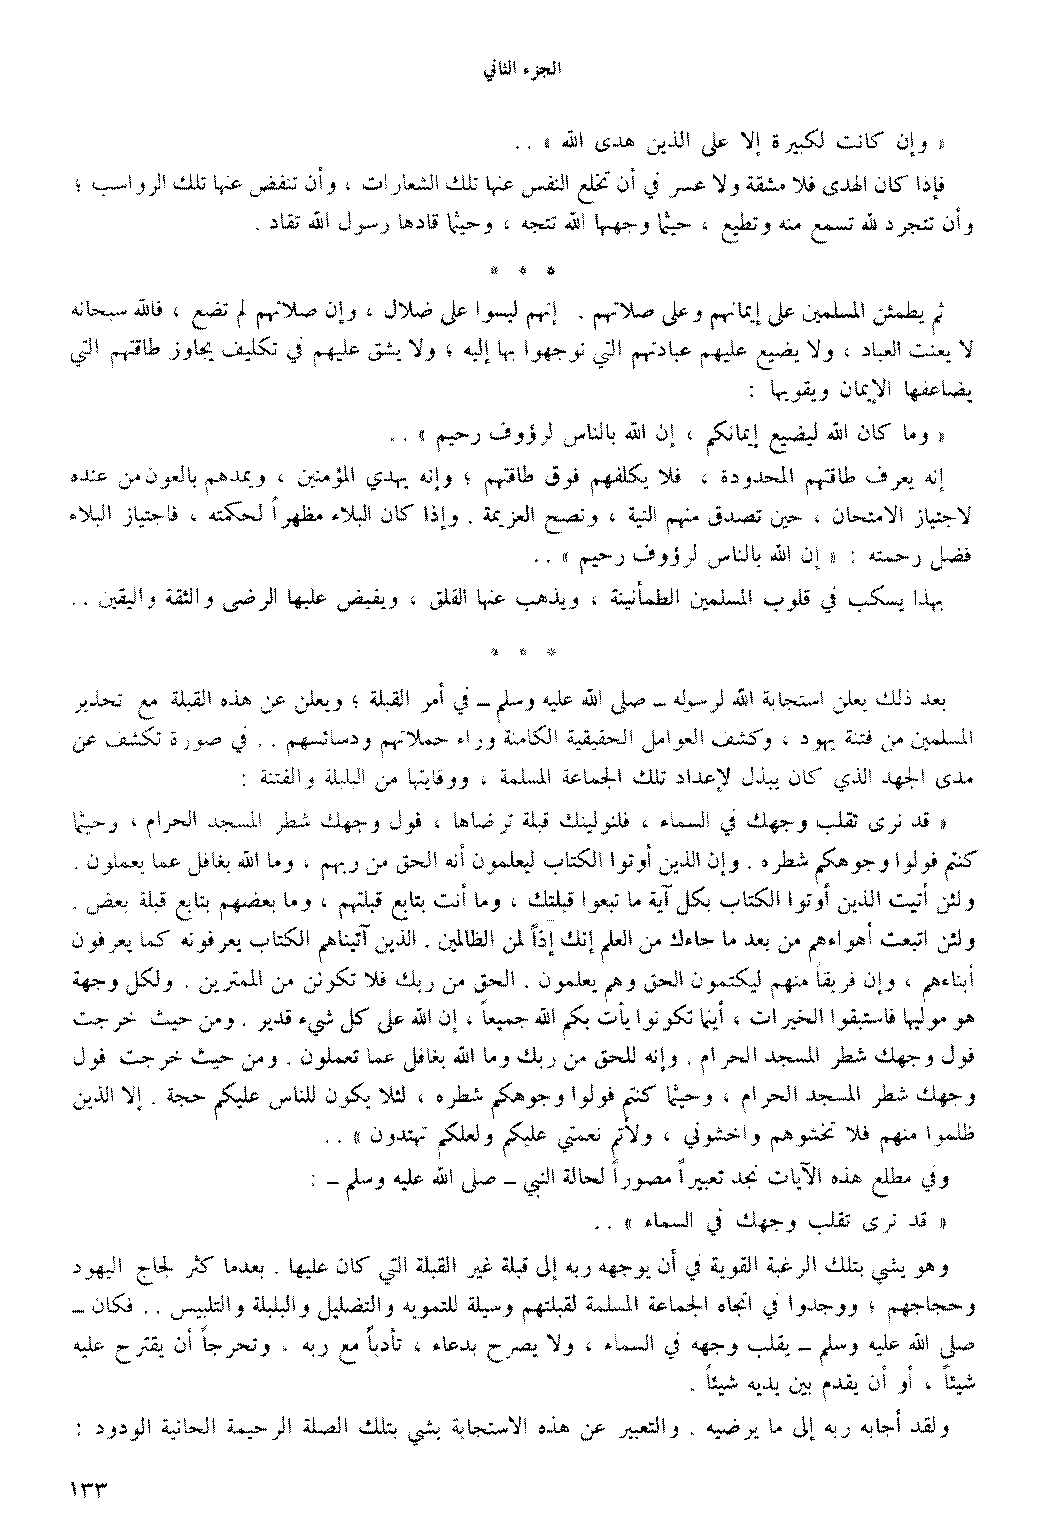 الجزء الثاني
« وإن كانت لكبيرة إلا على الذين هدى الله » ..
فإذا كان الهدى فلا مشقة ولا عسر في أن تخلع النفس عنها تلك الشعارات ، وأن تنفض عنها تلك الرواسب ؛
وأن تتجرد لله تسمع منه وتطيع ، حيثما وجهها الله تتجه ، وحيثما قادها رسول الله تقاد .
* * *
ثم يطمئن المسلمين على إيمانهم وعلى صلاتهم . إنهم ليسوا على ضلال ، وإن صلاتهم لم تضع ، فالله سبحانه
لا يعنت العباد ، ولا يضيع عليهم عبادتهم التي توجهوا بها إليه ؛ ولا يشق عليهم في تكليف يجاوز طاقتهم التي
يضاعفها الإيمان ويقويها :
« وما كان الله ليضيع إيمانكم ، إن الله بالناس لرؤوف رحيم » ..
إنه يعرف طاقتهم المحدودة ، فلا يكلفهم فوق طاقتهم ؛ وإنه يهدي المؤمنين ، ويمدهم بالعون من عنده
لاجتياز الامتحان ، حين تصدق منهم النية ، وتصح العزيمة . وإذا كان البلاء مظهراً لحكمته ، فاجتياز البلاء
فضل رحمته : « إن الله بالناس لرؤوف رحيم » ..
بهذا يسكب في قلوب المسلمين الطمأنينة ، ويذهب عنها القلق ، ويفيض عليها الرضى والثقة واليقين ..
* * *
بعد ذلك يعلن استجابة الله لرسوله – صلى الله عليه وسلم – في أمر القبلة ؛ ويعلن عن هذه القبلة مع تحذير
المسلمين من فتنة يهود ، وكشف العوامل الحقيقية الكامنة وراء حملاتهم ودسائسهم .. في صورة تكشف عن
مدى الجهد الذي كان يبذل لإعداد تلك الجماعة المسلمة ، ووقايتها من البلبلة والفتنة :
« قد نرى تقلب وجهك في السماء ، فلنولينك قبلة ترضاها ، فول وجهك شطر المسجد الحرام ، وحيثما
كنتم فولوا وجوهكم شطره . وإن الذين أوتوا الكتاب ليعلمون أنه الحق من ربهم ، وما الله بغافل عما يعملون .
ولئن أتيت الذين أوتوا الكتاب بكل آية ما تبعوا قبلتك ، وما أنت بتابع قبلتهم ، وما بعضهم بتابع قبلة بعض .
ولئن اتبعت أهواءهم من بعد ما جاءك من العلم إنك إذاً لمن الظالمين . الذين آتيناهم الكتاب يعرفونه كما يعرفون
أبناءهم ، وإن فريقاً منهم ليكتمون الحق وهم يعلمون . الحق من ربك فلا تكونن من الممترين . ولكل وجهة
هو موليها فاستبقوا الخيرات ، أينما تكونوا يأت بكم الله جميعاً ، إن الله على كل شيء قدير . ومن حيث خرجت
فول وجهك شطر المسجد الحرام . وإنه للحق من ربك وما الله بغافل عما تعملون . ومن حيث خرجت فول
وجهك شطر المسجد الحرام ، وحيثما كنتم فولوا وجوهكم شطره ، لئلا يكون للناس عليكم حجة . إلا الذين
ظلموا منهم فلا تخشوهم واخشوني ، ولأتم نعمتي عليكم ولعلكم تهتدون » ..
وفي مطلع هذه الآيات نجد تعبيراً مصوراً لحالة النبي – صلى الله عليه وسلم – :
« قد نرى تقلب وجهك في السماء » ..
وهو يشي بتلك الرغبة القوية في أن يوجهه ربه إلى قبلة غير القبلة التي كان عليها . بعدما كثر لجاج اليهود
وحجاجهم ؛ ووجدوا في اتجاه الجماعة المسلمة لقبلتهم وسيلة للتمويه والتضليل والبلبلة والتلبيس .. فكان –
صلى الله عليه وسلم – يقلب وجهه في السماء ، ولا يصرح بدعاء ، تأدباً مع ربه ، وتحرجاً أن يقترح عليه
شيئاً ، أو أن يقدم بين يديه شيئاً .
ولقد أجابه ربه إلى ما يرضيه . والتعبير عن هذه الاستجابة يشي بتلك الصلة الرحيمة الحانية الودود :
١٣٣